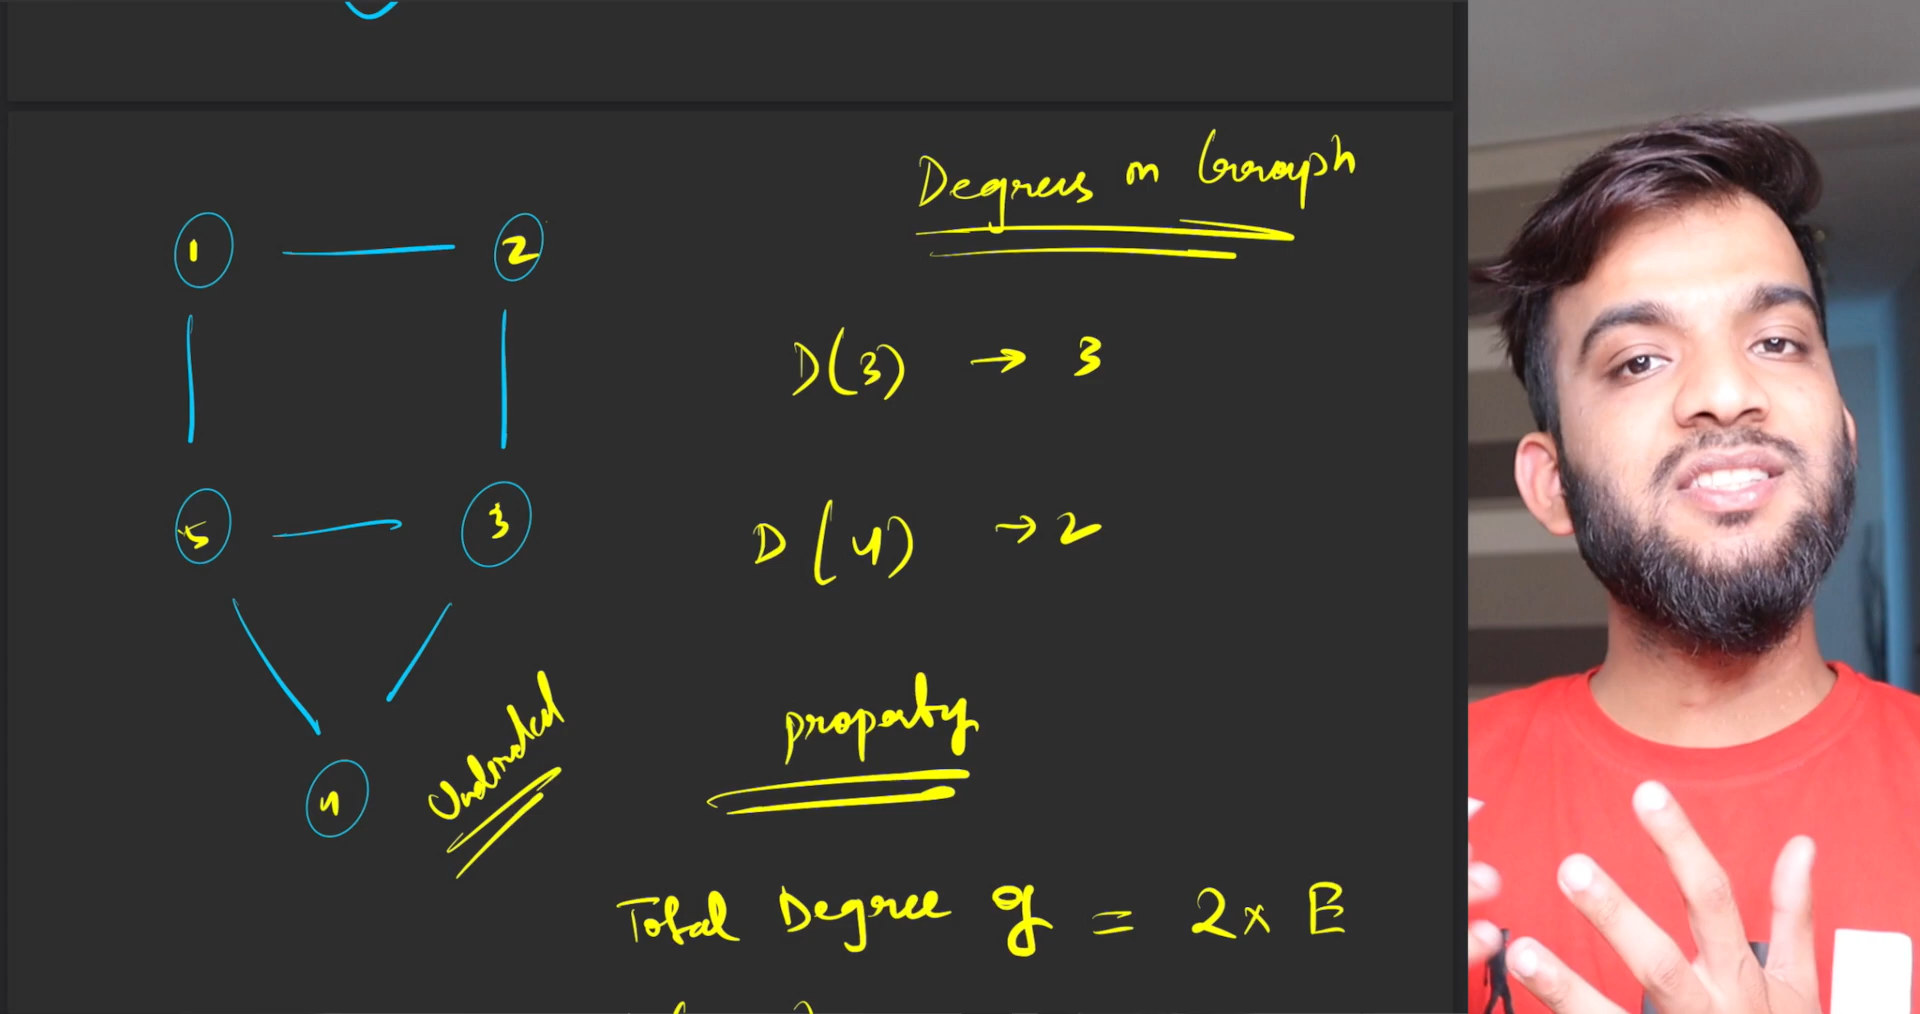 Degrees in Graph
1 2
D(3) → 3
5 3
D(4) → 2
Undirected
property
4
Total Degree of = 2 x E